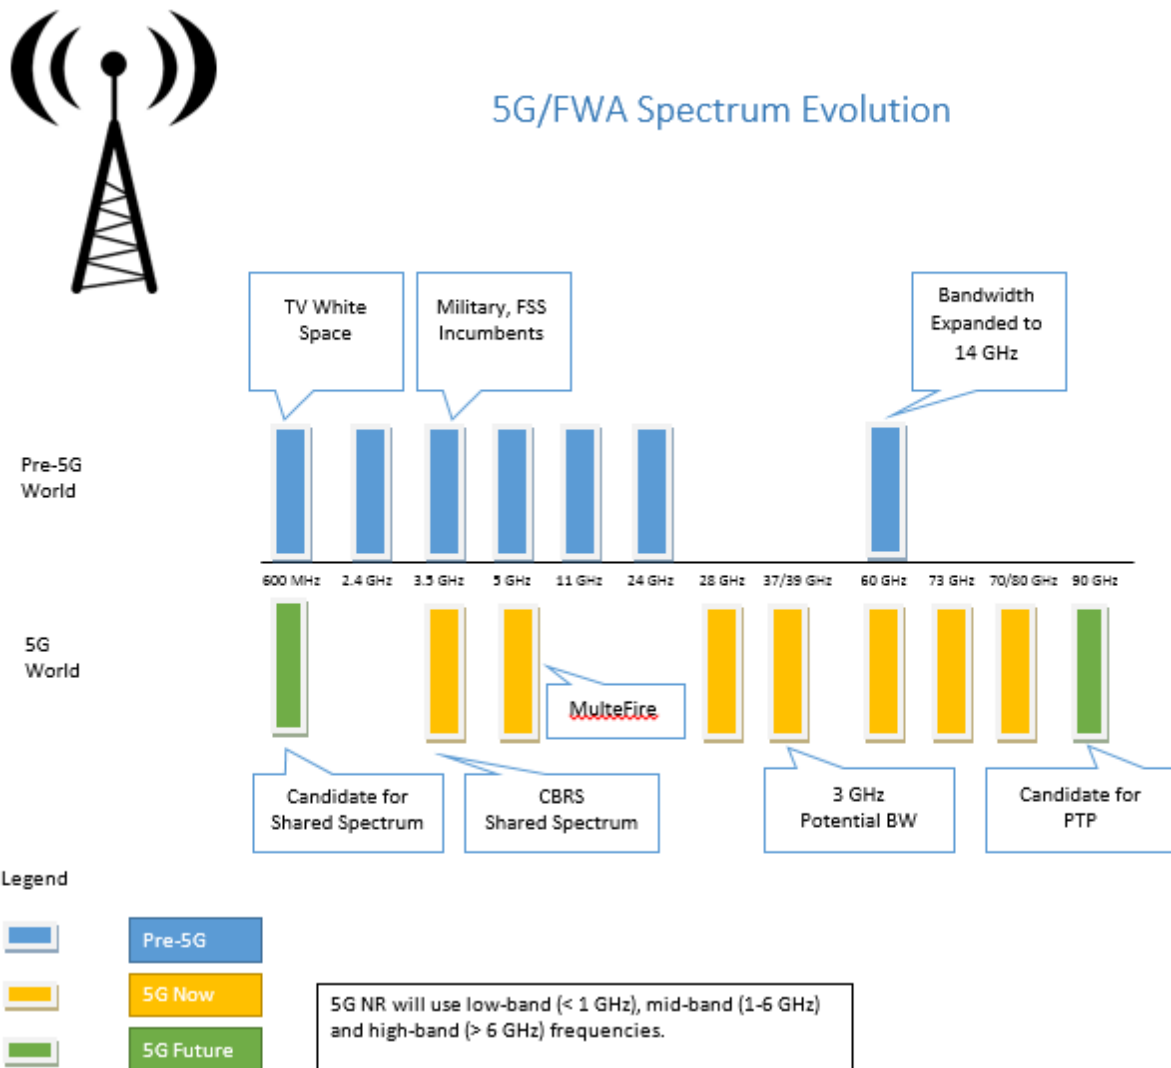 5G/FWA Spectrum Evolution
TV White
Space
Military, FSS
Incumbents
Bandwidth
Expanded to
14 GHz
Pre-5G
World
600 MHz
2.4 GHz
3.5 GHz
5 GHz
11 GHz
24 GHz
28 GHz
37/39 GHz
60 GHz
73 GHz
70/80 GHz
90 GHz
5G
World
MulteFire
Candidate for
Shared Spectrum
CBRS
Shared Spectrum
3 GHz
Potential BW
Candidate for
PTP
Legend
Pre-5G
5G Now
5G Future
5G NR will use low-band (< 1 GHz), mid-band (1-6 GHz)
and high-band (> 6 GHz) frequencies.